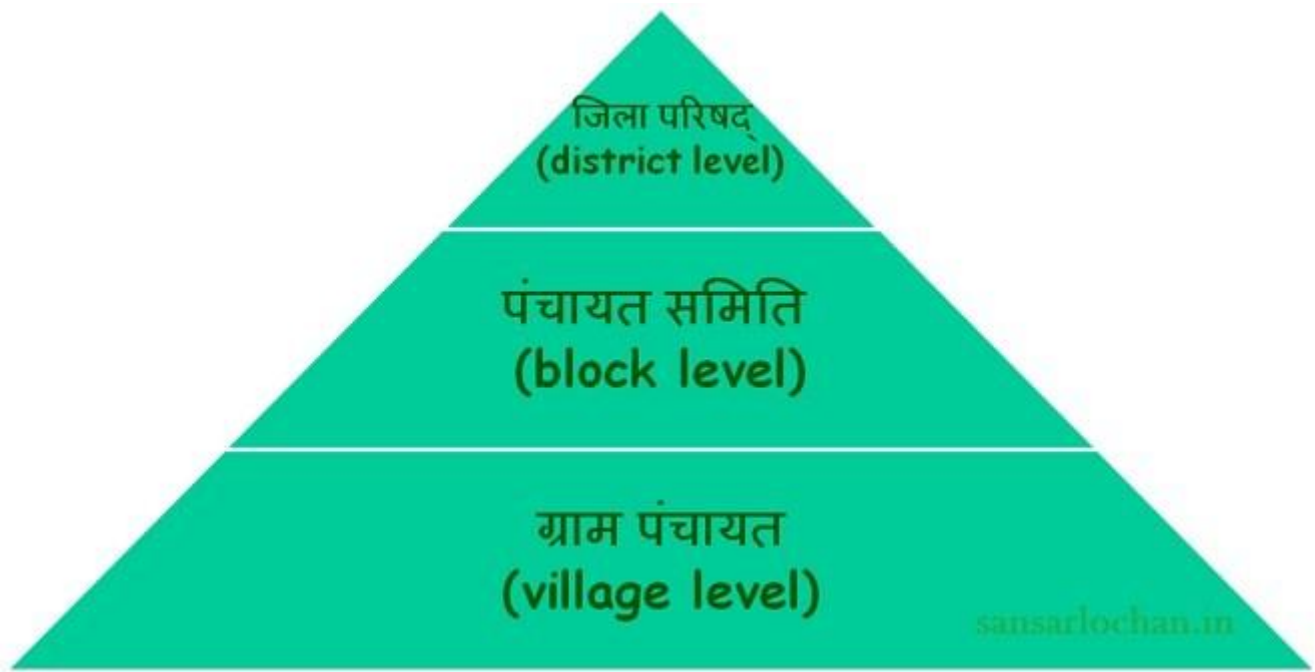 जिला परिषद्
(district level)
पंचायत समिति
(block level)
ग्राम पंचायत
(village level)
sansarlochan.in